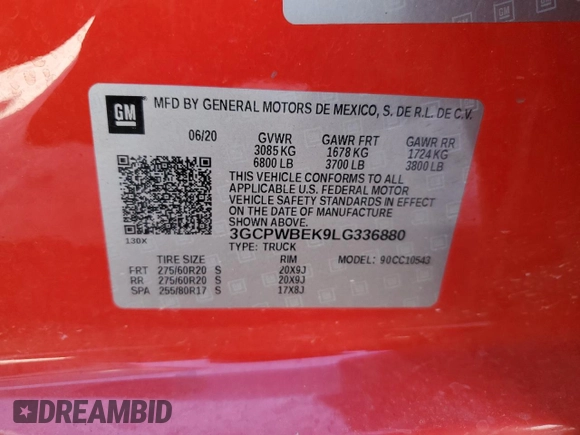 GM
MFD BY GENERAL MOTORS DE MEXICO, S. DE R.L. DE C.V.
06/20 GVWR GAWR FRT GAWR RR
3085 KG 1678 KG 1724 KG
6800 LB 3700 LB 3800 LB
THIS VEHICLE CONFORMS TO ALL
APPLICABLE U.S. FEDERAL MOTOR
VEHICLE SAFETY STANDARDS IN EFFECT
ON THE DATE OF MANUFACTURE
SHOWN ABOVE.
3GCPWBEK9LG336880
130X TYPE: TRUCK
TIRE SIZE RIM MODEL: 90CC10543
FRT 275/60R20 S 20X9J
RR 275/60R20 S 20X9J
SPA 255/80R17 S 17X8J
DREAMBID